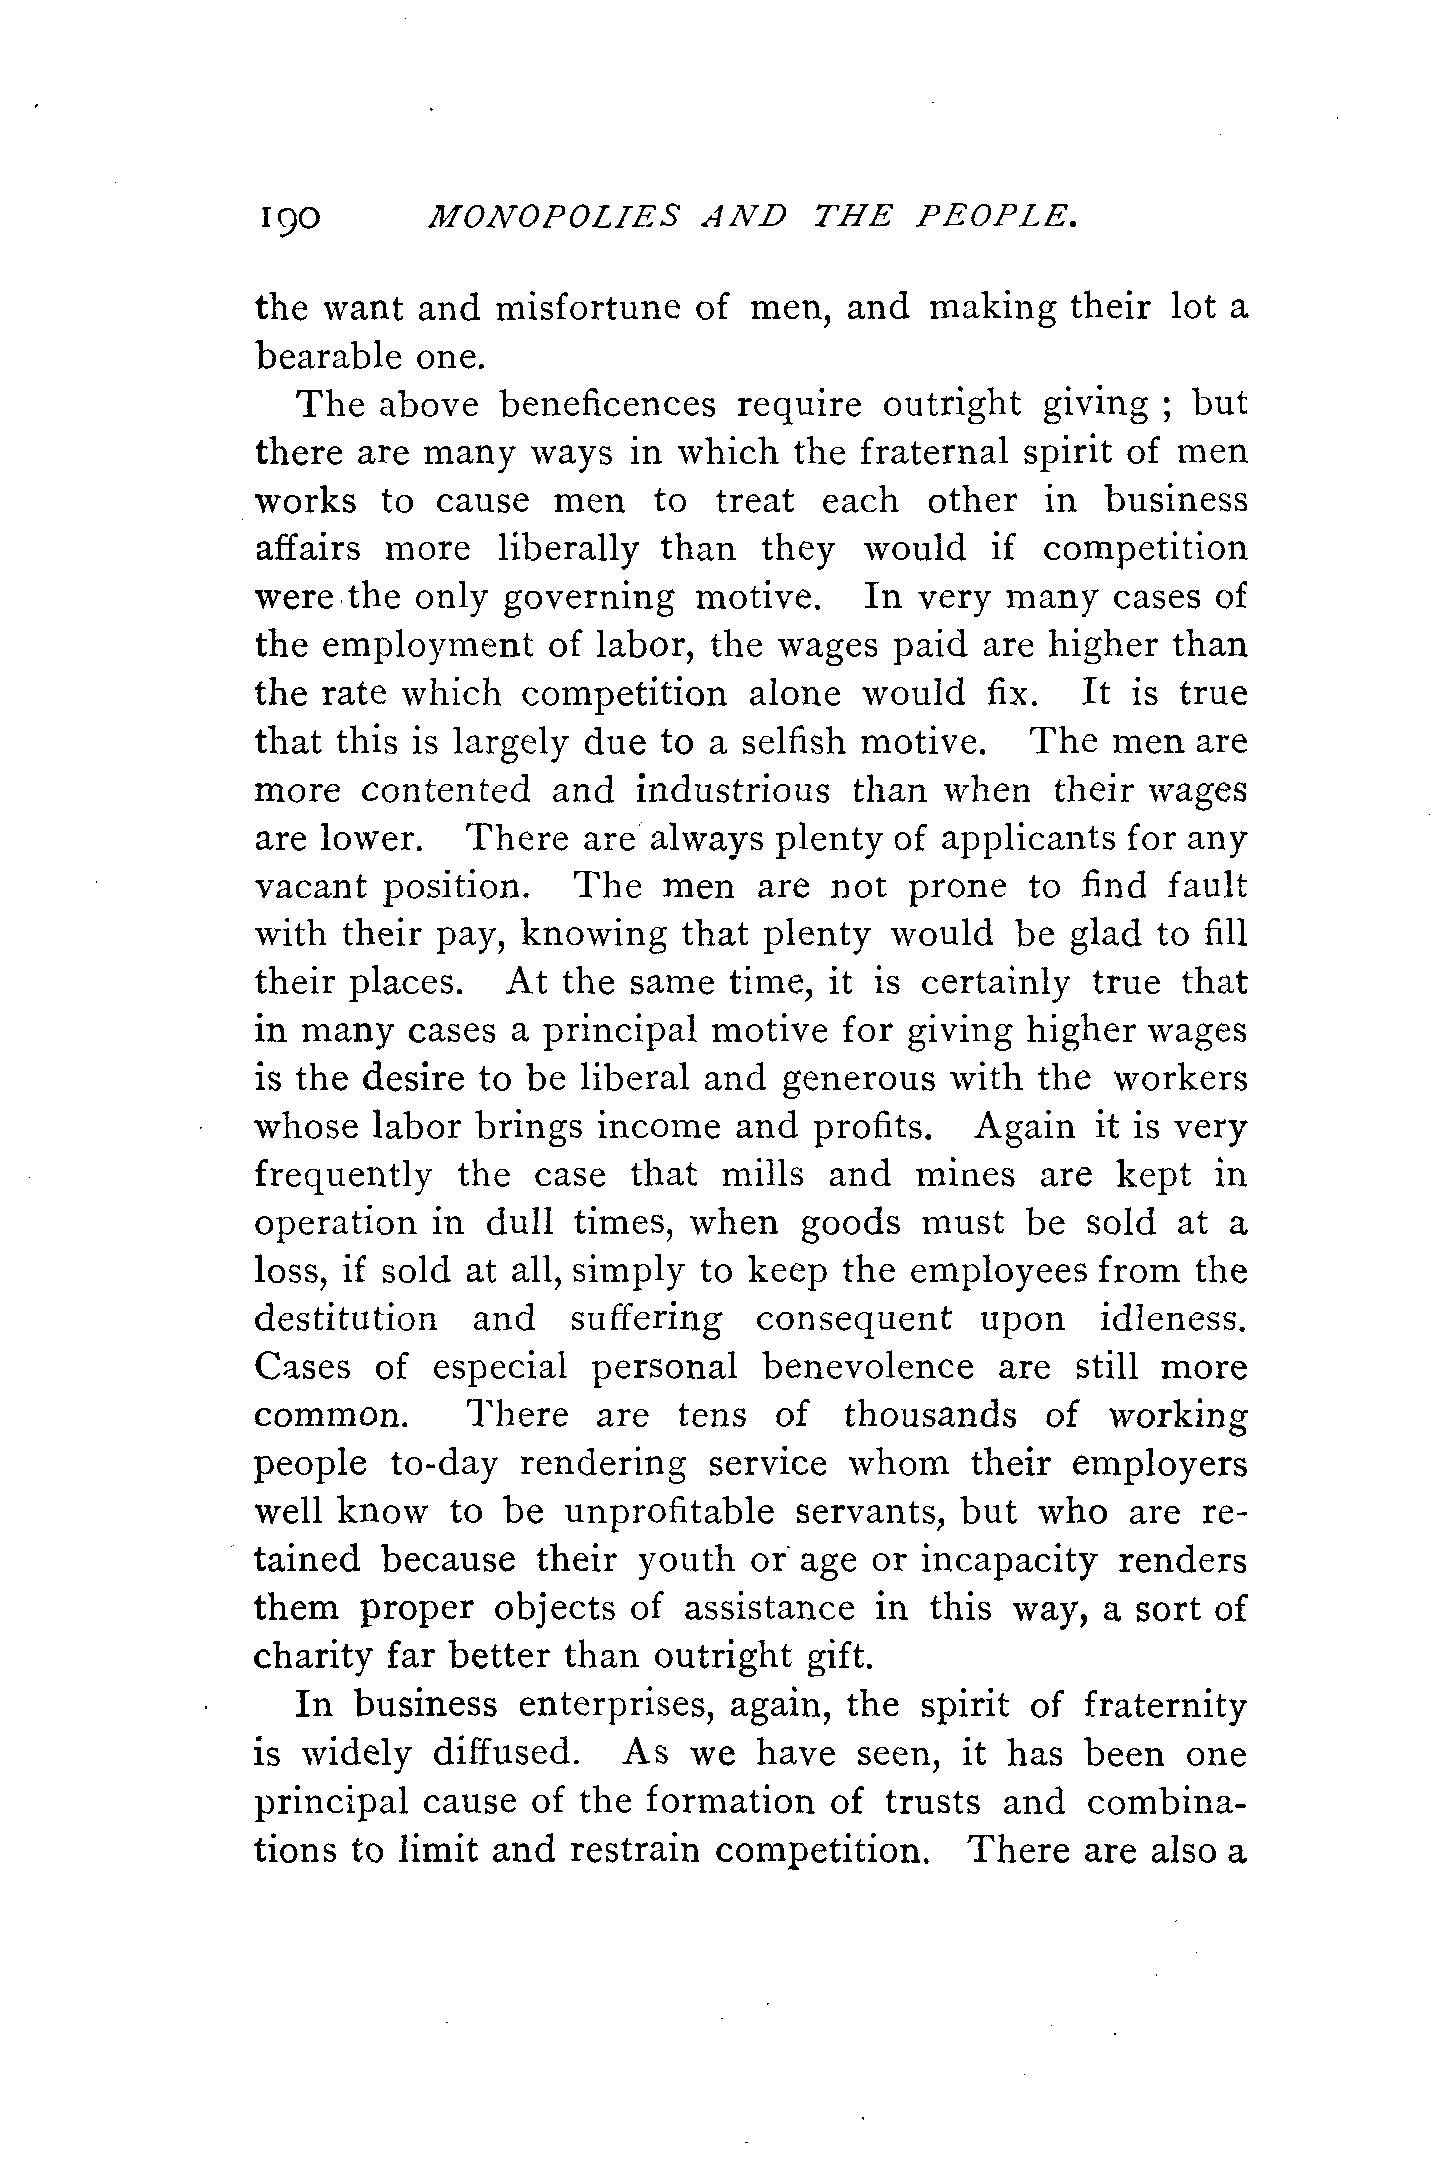 190 MONOPOLIES AND THE PEOPLE.
the want and misfortune of men, and making their lot a
bearable one.
The above beneficences require outright giving ; but
there are many ways in which the fraternal spirit of men
works to cause men to treat each other in business
affairs more liberally than they would if competition
were the only governing motive. In very many cases of
the employment of labor, the wages paid are higher than
the rate which competition alone would fix. It is true
that this is largely due to a selfish motive. The men are
more contented and industrious than when their wages
are lower. There are always plenty of applicants for any
vacant position. The men are not prone to find fault
with their pay, knowing that plenty would be glad to fill
their places. At the same time, it is certainly true that
in many cases a principal motive for giving higher wages
is the desire to be liberal and generous with the workers
whose labor brings income and profits. Again it is very
frequently the case that mills and mines are kept in
operation in dull times, when goods must be sold at a
loss, if sold at all, simply to keep the employees from the
destitution and suffering consequent upon idleness.
Cases of especial personal benevolence are still more
common. There are tens of thousands of working
people to-day rendering service whom their employers
well know to be unprofitable servants, but who are re-
tained because their youth or age or incapacity renders
them proper objects of assistance in this way, a sort of
charity far better than outright gift.
In business enterprises, again, the spirit of fraternity
is widely diffused. As we have seen, it has been one
principal cause of the formation of trusts and combina-
tions to limit and restrain competition. There are also a